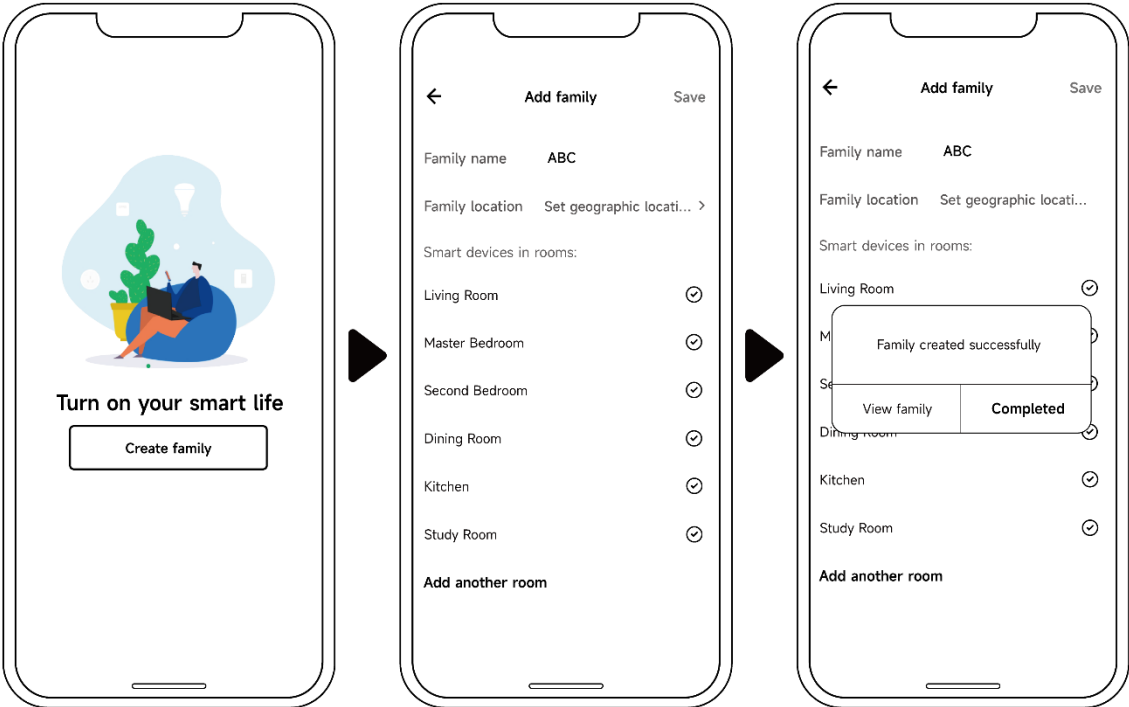 Turn on your smart life
Create family
Add family Save
Family name ABC
Family location Set geographic locati... >
Smart devices in rooms:
Living Room
Master Bedroom
Second Bedroom
Dining Room
Kitchen
Study Room
Add another room
Add family Save
Family name ABC
Family location Set geographic locati...
Smart devices in rooms:
Living Room
M
Family created successfully
Se
View family Completed
Dining Room
Kitchen
Study Room
Add another room